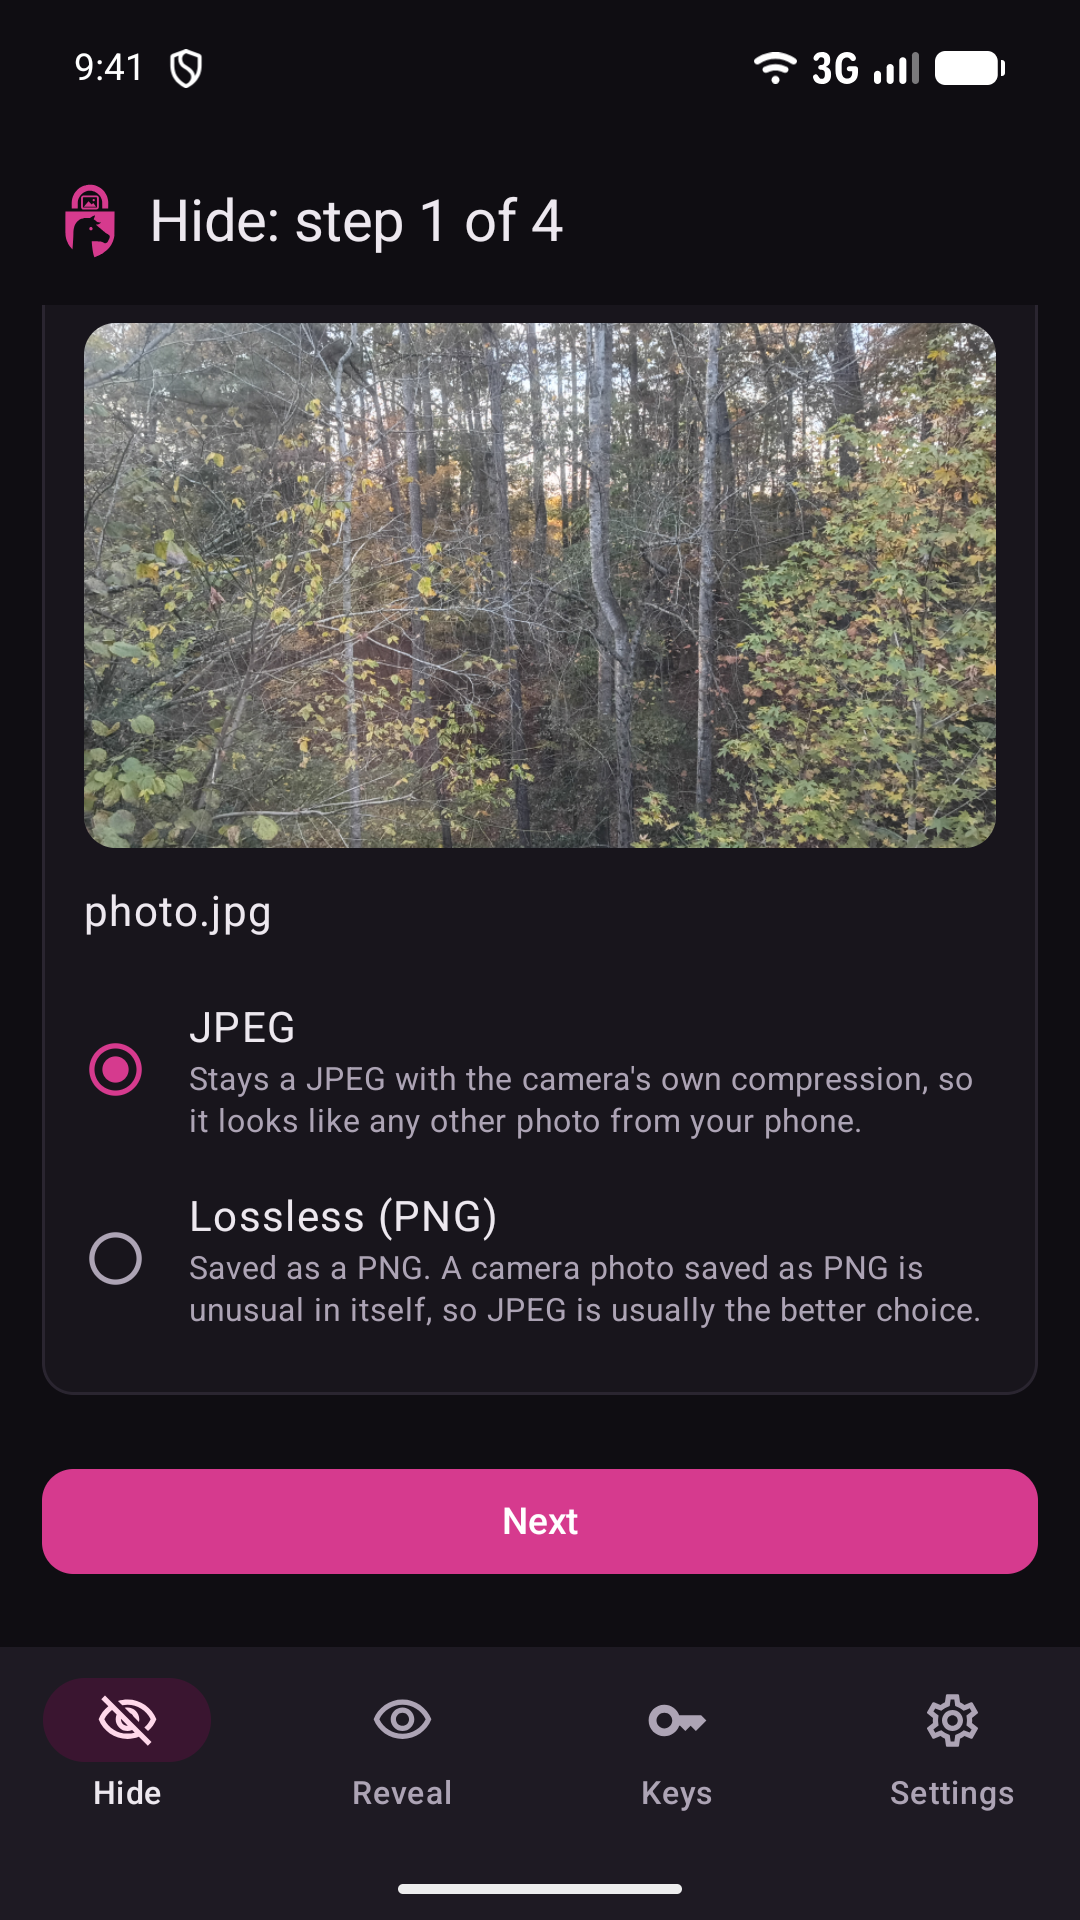 9:41
3G
Hide: step 1 of 4
photo.jpg
JPEG
Stays a JPEG with the camera's own compression, so
it looks like any other photo from your phone.
Lossless (PNG)
Saved as a PNG. A camera photo saved as PNG is
unusual in itself, so JPEG is usually the better choice.
Next
Hide
Reveal
Keys
Settings